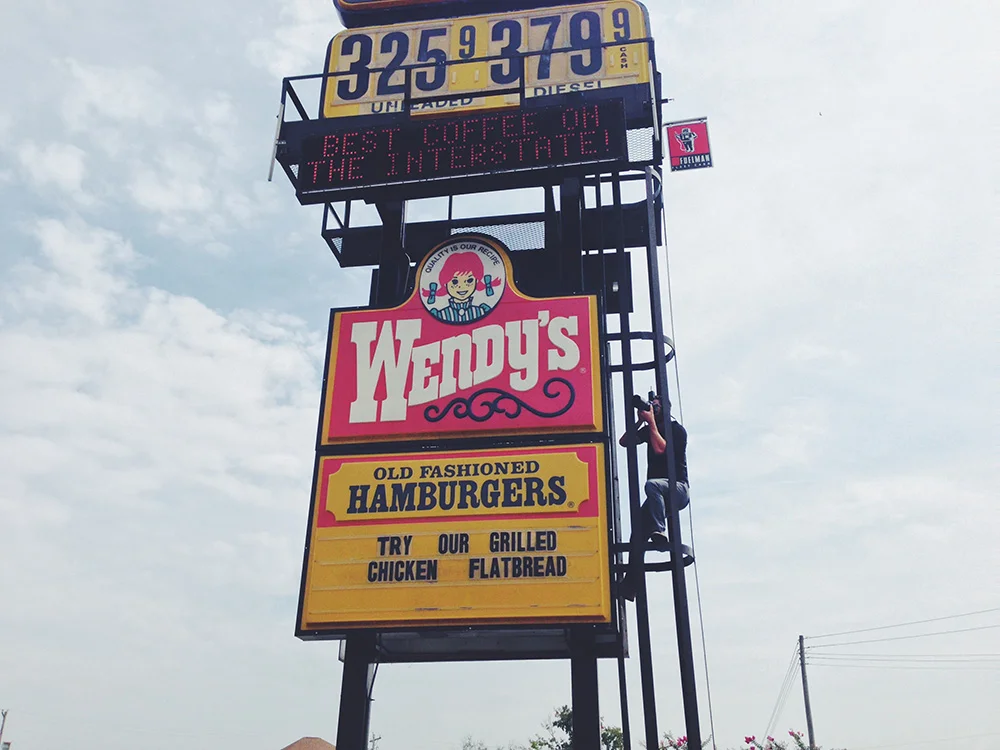 325 9 379 9
CASH
UNLEADED DIESEL
BEST COFFEE ON
THE INTERSTATE!
FUELMAN
QUALITY IS OUR RECIPE
WENDY'S®
OLD FASHIONED
HAMBURGERS®
TRY OUR GRILLED
CHICKEN FLATBREAD